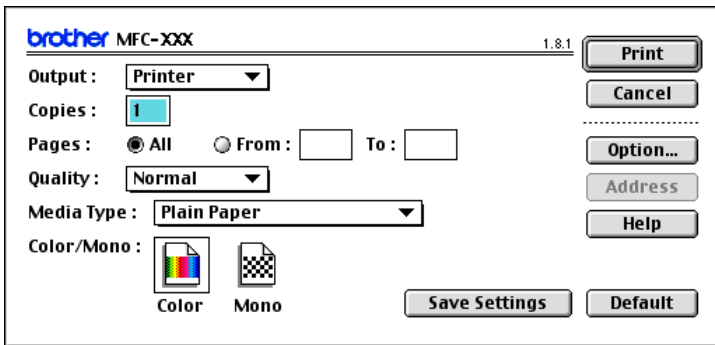 brother MFC-XXX
1.8.1
Print
Output : Printer
Cancel
Copies : 1
Pages : All From : To :
Option...
Quality : Normal
Address
Media Type : Plain Paper
Help
Color/Mono :
Color Mono
Save Settings
Default